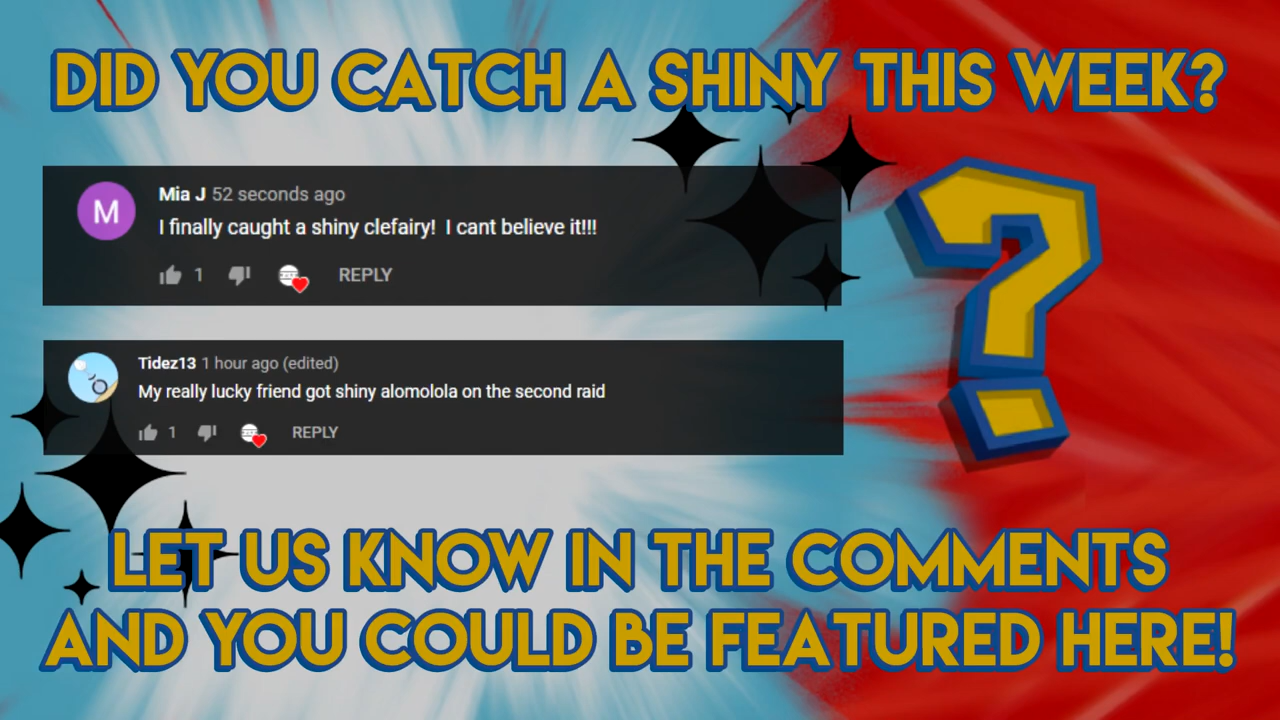 DID YOU CATCH A SHINY THIS WEEK?
M
Mia J 52 seconds ago
I finally caught a shiny clefairy! I cant believe it!!!
1 REPLY
?
Tidez13 1 hour ago (edited)
My really lucky friend got shiny alomolola on the second raid
1 REPLY
LET US KNOW IN THE COMMENTS
AND YOU COULD BE FEATURED HERE!